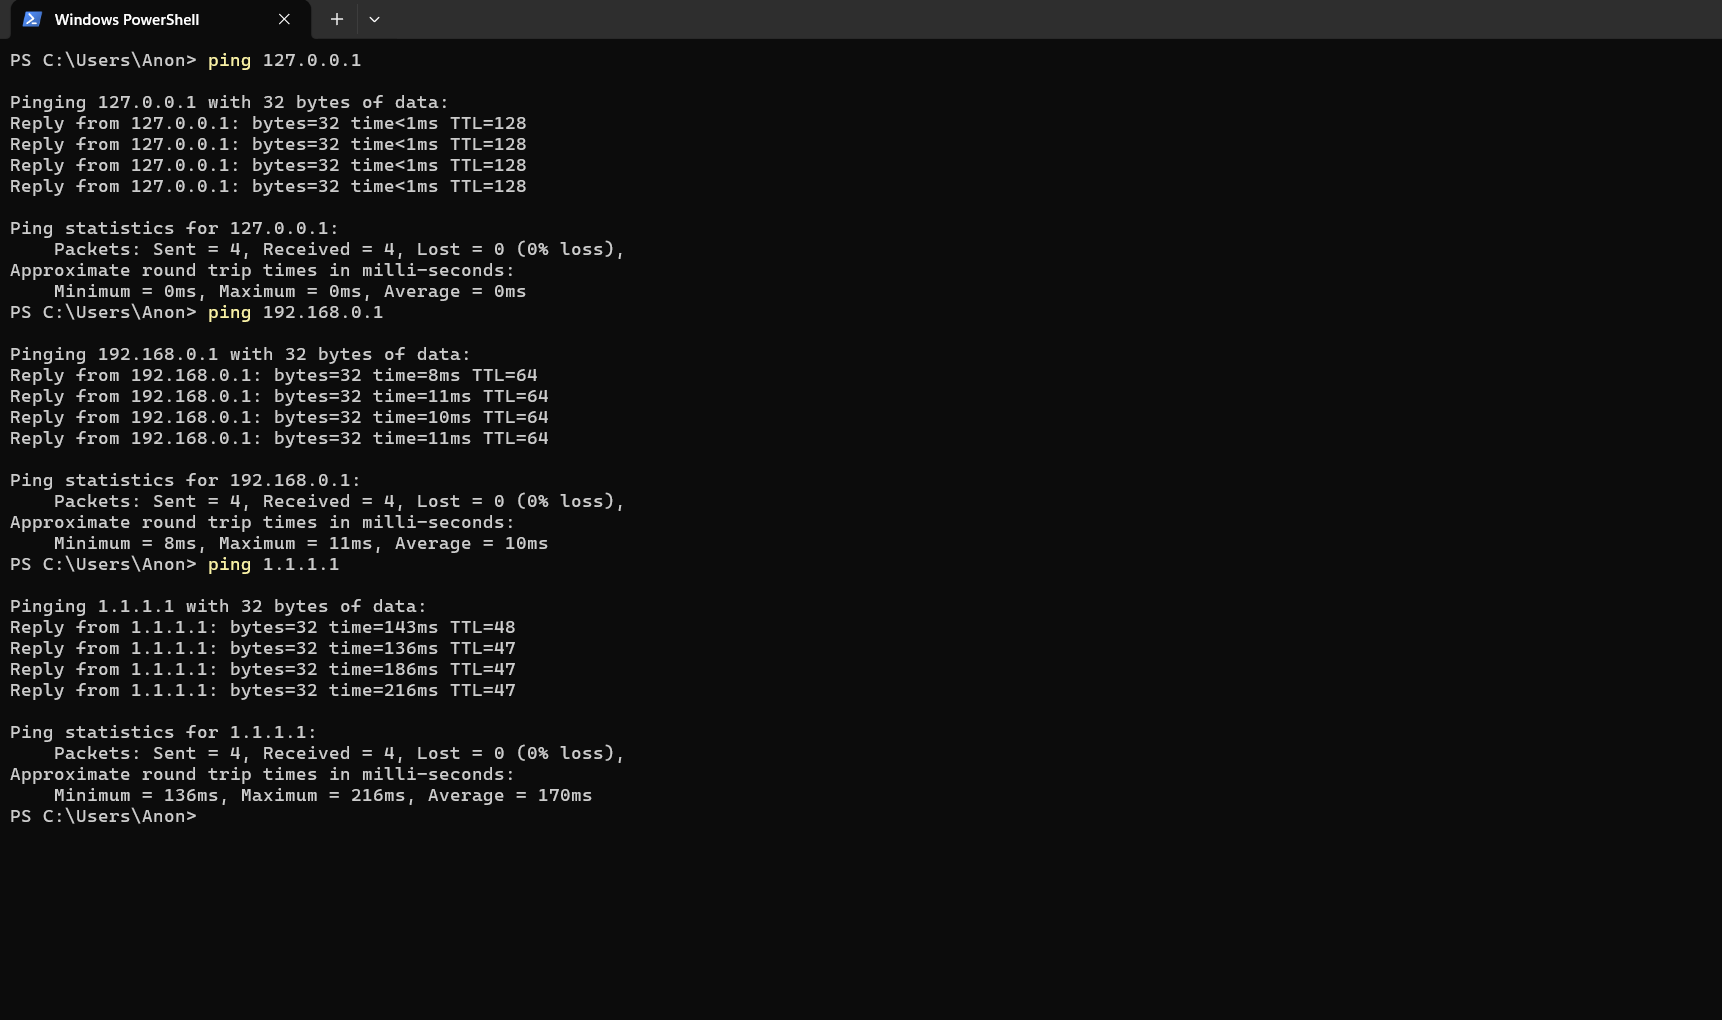 Windows PowerShell
PS C:\Users\Anon> ping 127.0.0.1
Pinging 127.0.0.1 with 32 bytes of data:
Reply from 127.0.0.1: bytes=32 time<1ms TTL=128
Reply from 127.0.0.1: bytes=32 time<1ms TTL=128
Reply from 127.0.0.1: bytes=32 time<1ms TTL=128
Reply from 127.0.0.1: bytes=32 time<1ms TTL=128
Ping statistics for 127.0.0.1:
    Packets: Sent = 4, Received = 4, Lost = 0 (0% loss),
Approximate round trip times in milli-seconds:
    Minimum = 0ms, Maximum = 0ms, Average = 0ms
PS C:\Users\Anon> ping 192.168.0.1
Pinging 192.168.0.1 with 32 bytes of data:
Reply from 192.168.0.1: bytes=32 time=8ms TTL=64
Reply from 192.168.0.1: bytes=32 time=11ms TTL=64
Reply from 192.168.0.1: bytes=32 time=10ms TTL=64
Reply from 192.168.0.1: bytes=32 time=11ms TTL=64
Ping statistics for 192.168.0.1:
    Packets: Sent = 4, Received = 4, Lost = 0 (0% loss),
Approximate round trip times in milli-seconds:
    Minimum = 8ms, Maximum = 11ms, Average = 10ms
PS C:\Users\Anon> ping 1.1.1.1
Pinging 1.1.1.1 with 32 bytes of data:
Reply from 1.1.1.1: bytes=32 time=143ms TTL=48
Reply from 1.1.1.1: bytes=32 time=136ms TTL=47
Reply from 1.1.1.1: bytes=32 time=186ms TTL=47
Reply from 1.1.1.1: bytes=32 time=216ms TTL=47
Ping statistics for 1.1.1.1:
    Packets: Sent = 4, Received = 4, Lost = 0 (0% loss),
Approximate round trip times in milli-seconds:
    Minimum = 136ms, Maximum = 216ms, Average = 170ms
PS C:\Users\Anon>